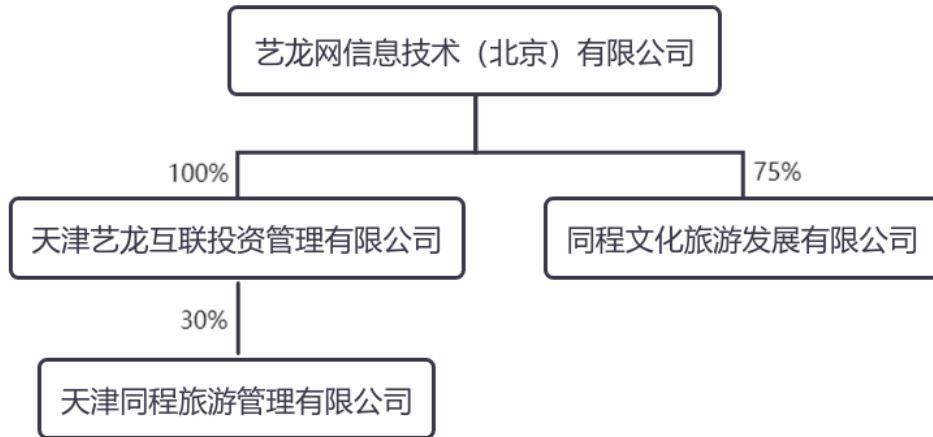 艺龙网信息技术（北京）有限公司
100%
75%
天津艺龙互联投资管理有限公司
同程文化旅游发展有限公司
30%
天津同程旅游管理有限公司